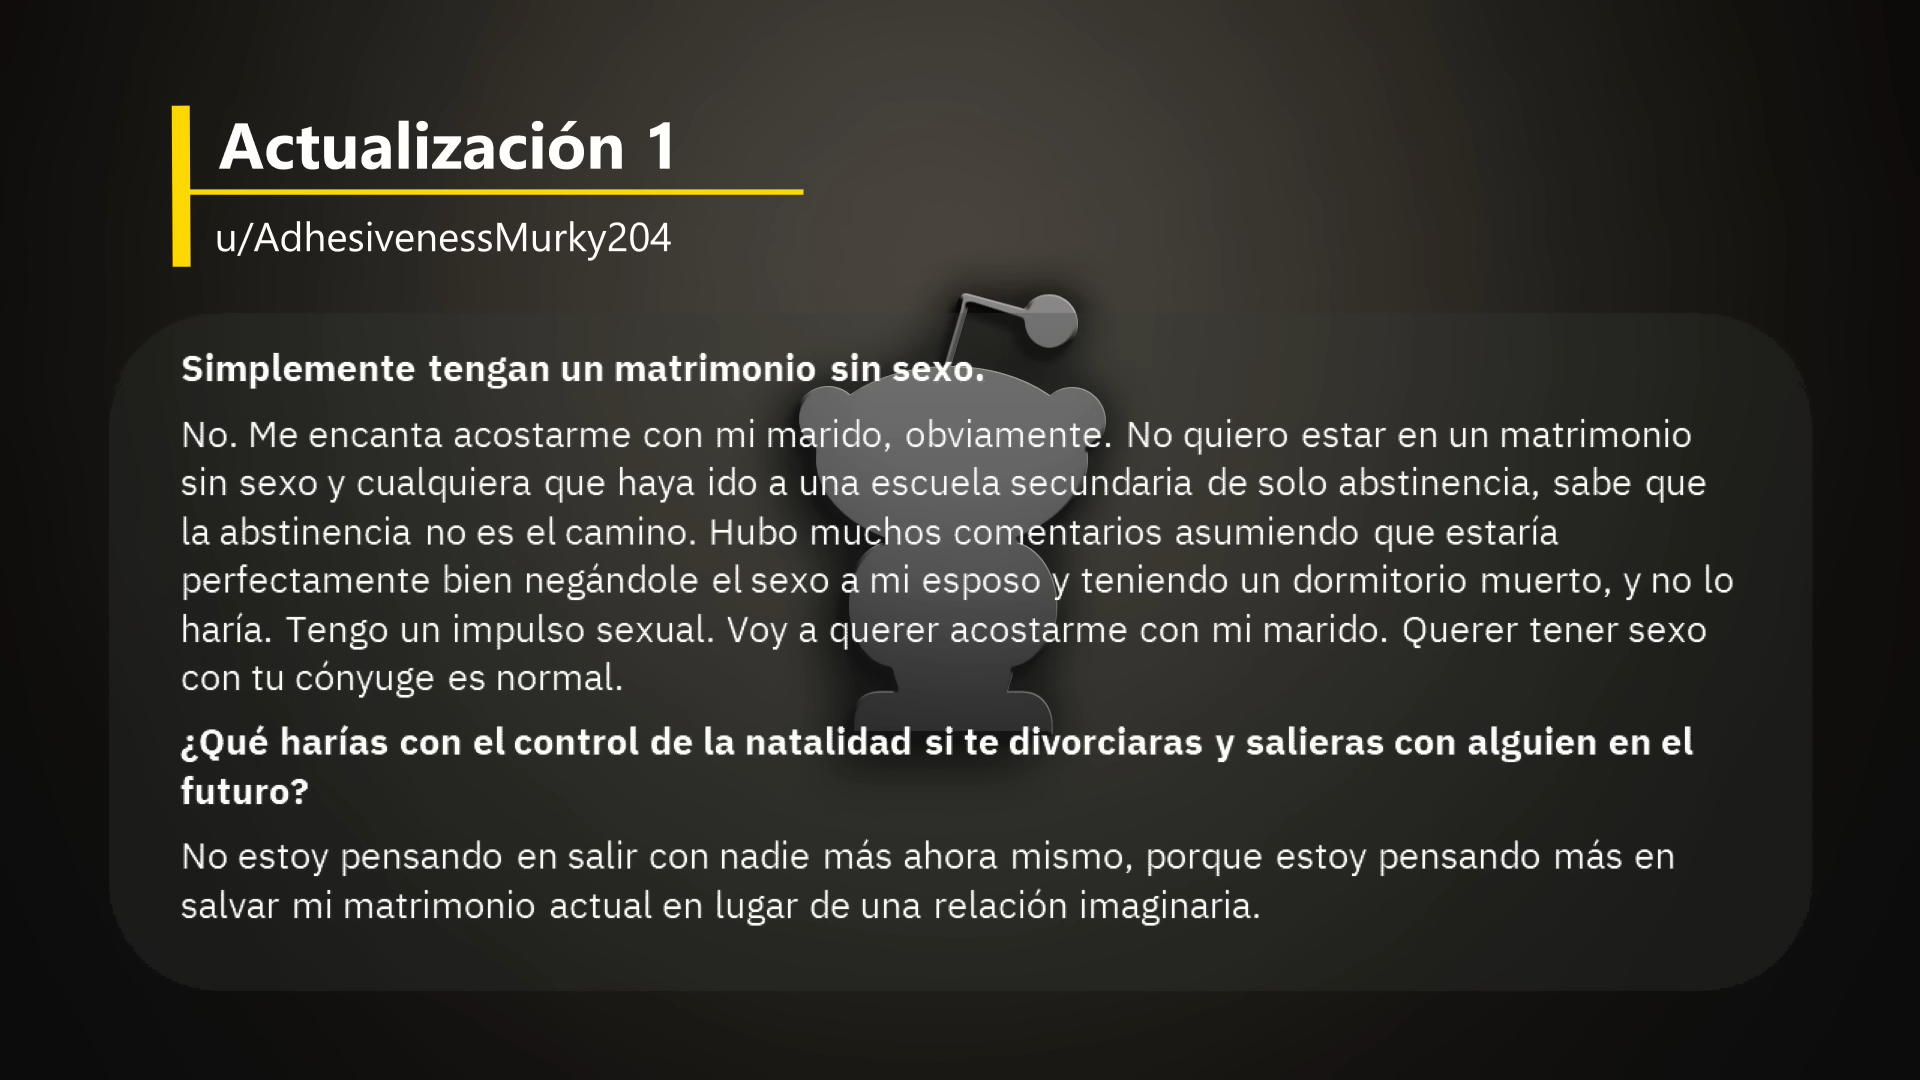 Actualización 1
u/AdhesivenessMurky204
Simplemente tengan un matrimonio sin sexo.
No. Me encanta acostarme con mi marido, obviamente. No quiero estar en un matrimonio
sin sexo y cualquiera que haya ido a una escuela secundaria de solo abstinencia, sabe que
la abstinencia no es el camino. Hubo muchos comentarios asumiendo que estaría
perfectamente bien negándole el sexo a mi esposo y teniendo un dormitorio muerto, y no lo
haría. Tengo un impulso sexual. Voy a querer acostarme con mi marido. Querer tener sexo
con tu cónyuge es normal.
¿Qué harías con el control de la natalidad si te divorciaras y salieras con alguien en el
futuro?
No estoy pensando en salir con nadie más ahora mismo, porque estoy pensando más en
salvar mi matrimonio actual en lugar de una relación imaginaria.